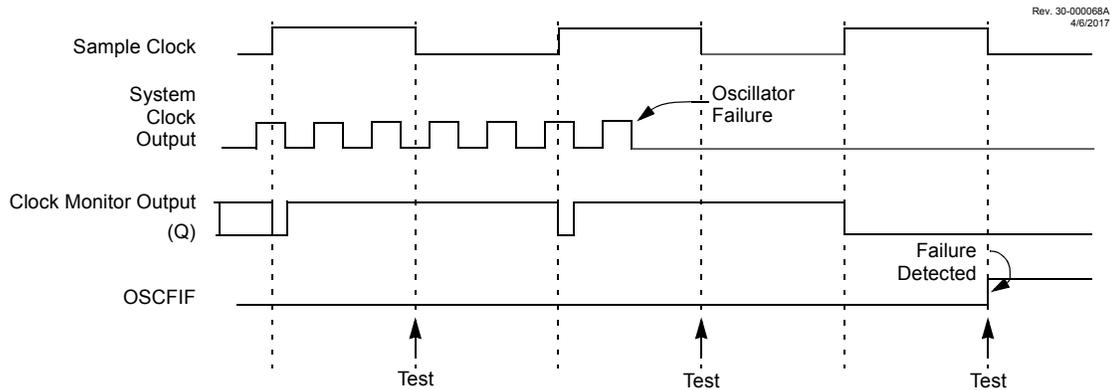 Rev. 30-000068A
4/6/2017
Sample Clock
System
Clock
Output
Oscillator
Failure
Clock Monitor Output
(Q)
Failure
Detected
OSCFIF
Test
Test
Test